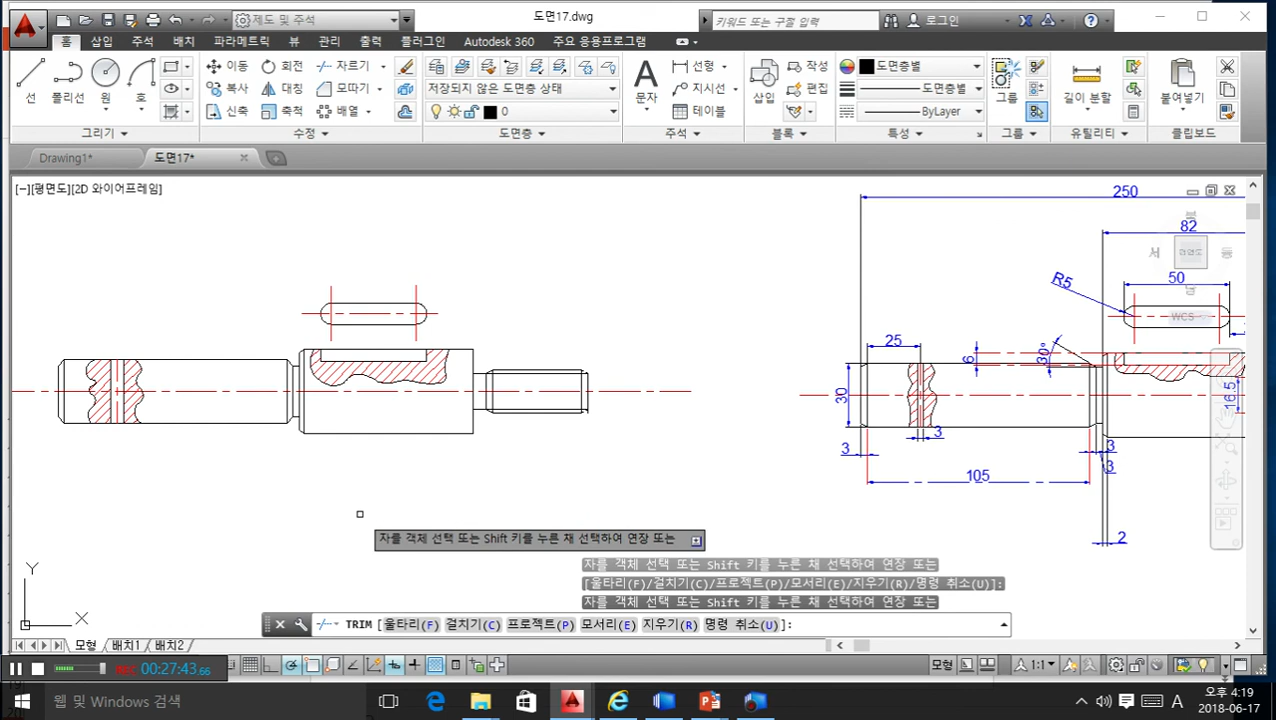 제도 및 주석
도면17.dwg
키워드 또는 구절 입력
로그인
홈 삽입 주석 배치 파라메트릭 뷰 관리 출력 플러그인 Autodesk 360 주요 응용프로그램
선 폴리선 원 호
이동 회전 자르기
복사 대칭 모따기
신축 축척 배열
저장되지 않은 도면층 상태
0
문자
선형
지시선
테이블
삽입
작성
편집
도면층별
도면층별
ByLayer
그룹
길이 분할
붙여넣기
그리기 수정 도면층 주석 블록 특성 그룹 유틸리티 클립보드
Drawing1* 도면17*
[−][평면도][2D 와이어프레임]
250
82
북
서 평면도 동
남
WCS
R5
50
25
6
30°
30
16.5
3
3
3
3
105
2
자를 객체 선택 또는 Shift 키를 누른 채 선택하여 연장 또는
자를 객체 선택 또는 Shift 키를 누른 채 선택하여 연장 또는
[울타리(F)/걸치기(C)/프로젝트(P)/모서리(E)/지우기(R)/명령 취소(U)]:
자를 객체 선택 또는 Shift 키를 누른 채 선택하여 연장 또는
TRIM [울타리(F) 걸치기(C) 프로젝트(P) 모서리(E) 지우기(R) 명령 취소(U)]:
Y
X
모형 배치1 배치2
REC 00:27:43.66
모형 1:1
웹 및 Windows 검색
A
오후 4:19
2018-06-17